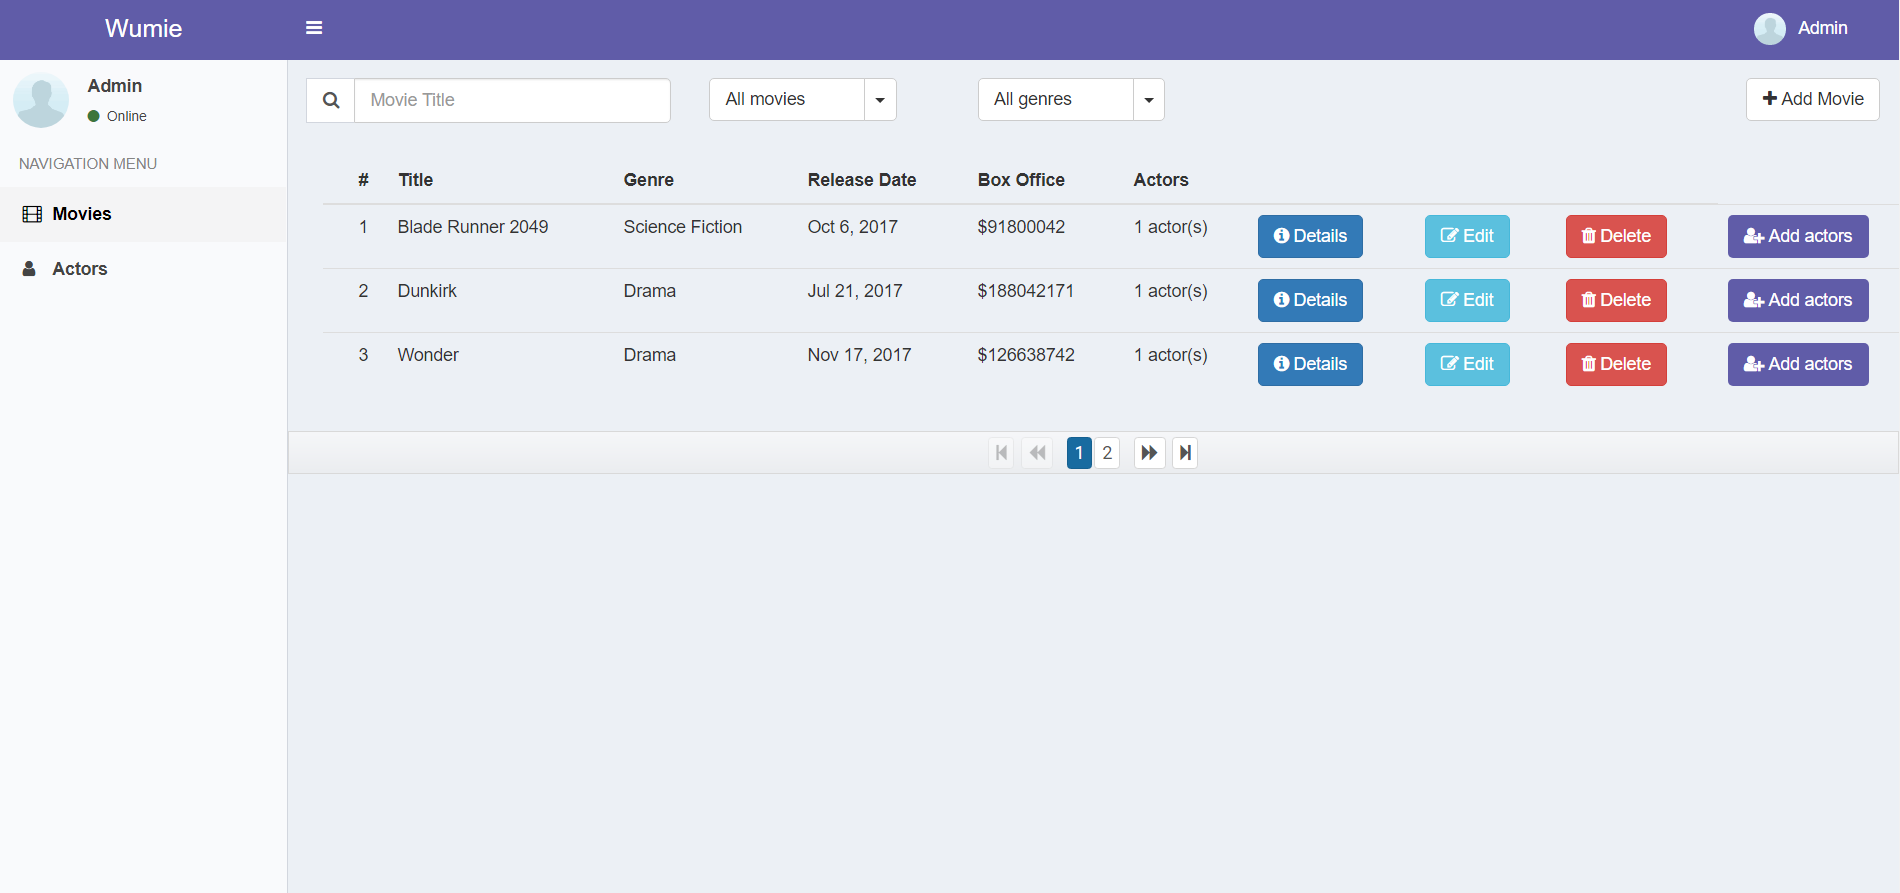 Wumie
Admin
Admin
Online
NAVIGATION MENU
Movies
Actors
Movie Title
All movies
All genres
Add Movie
# Title Genre Release Date Box Office Actors
1 Blade Runner 2049 Science Fiction Oct 6, 2017 $91800042 1 actor(s) Details Edit Delete Add actors
2 Dunkirk Drama Jul 21, 2017 $188042171 1 actor(s) Details Edit Delete Add actors
3 Wonder Drama Nov 17, 2017 $126638742 1 actor(s) Details Edit Delete Add actors
1 2